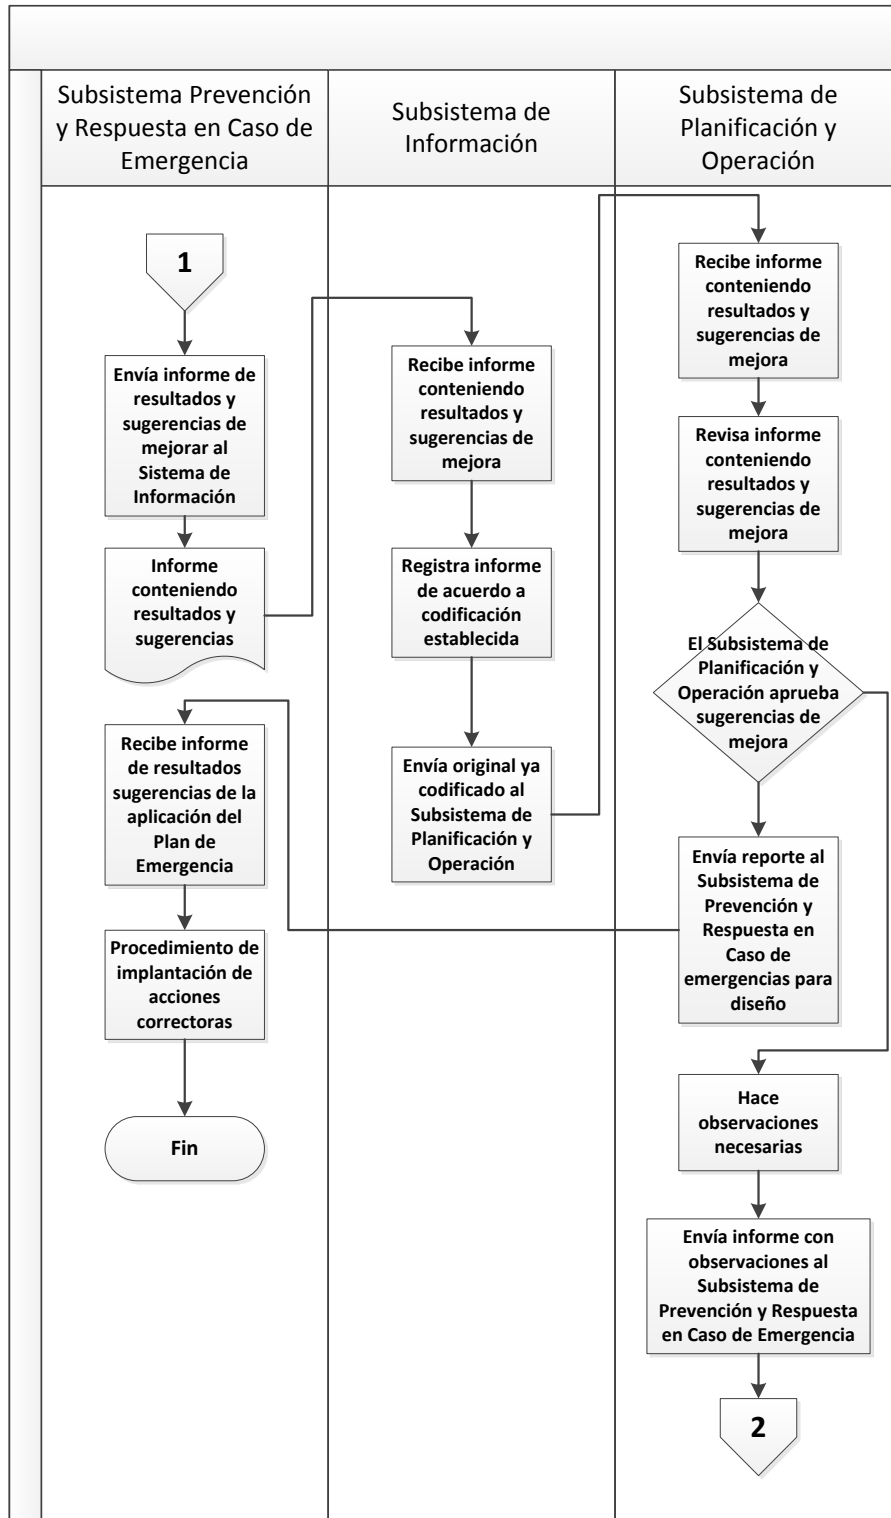 Subsistema Prevención
y Respuesta en Caso de
Emergencia
Subsistema de
Información
Subsistema de
Planificación y
Operación
1
Envía informe de
resultados y
sugerencias de
mejorar al
Sistema de
Información
Informe
conteniendo
resultados y
sugerencias
Recibe informe
de resultados
sugerencias de la
aplicación del
Plan de
Emergencia
Procedimiento de
implantación de
acciones
correctoras
Fin
Recibe informe
conteniendo
resultados y
sugerencias de
mejora
Registra informe
de acuerdo a
codificación
establecida
Envía original ya
codificado al
Subsistema de
Planificación y
Operación
Recibe informe
conteniendo
resultados y
sugerencias de
mejora
Revisa informe
conteniendo
resultados y
sugerencias de
mejora
El Subsistema de
Planificación y
Operación aprueba
sugerencias de
mejora
Envía reporte al
Subsistema de
Prevención y
Respuesta en
Caso de
emergencias para
diseño
Hace
observaciones
necesarias
Envía informe con
observaciones al
Subsistema de
Prevención y Respuesta
en Caso de Emergencia
2